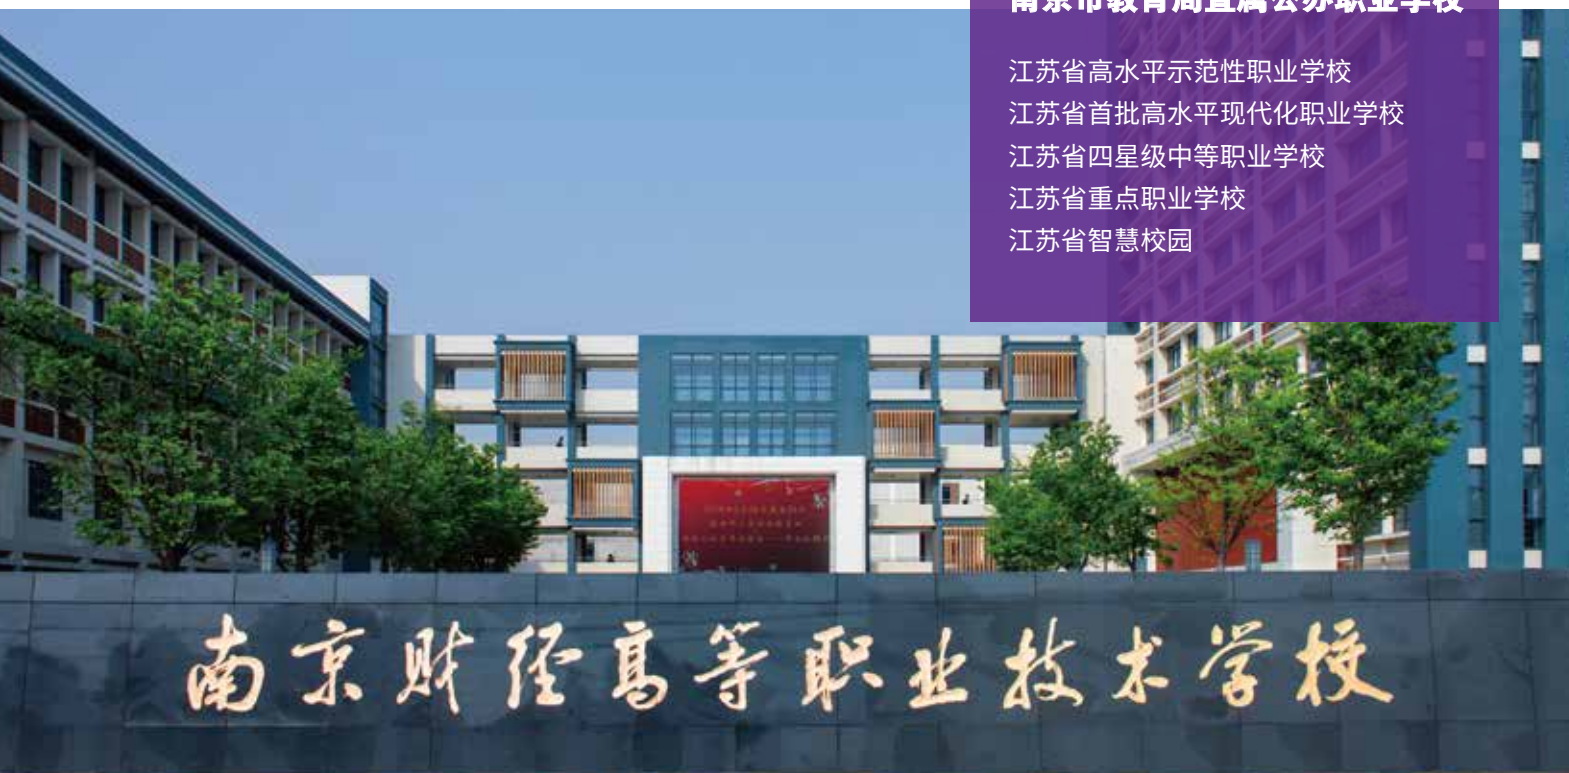 南京市教育局直属公办职业学校
江苏省高水平示范性职业学校
江苏省首批高水平现代化职业学校
江苏省四星级中等职业学校
江苏省重点职业学校
江苏省智慧校园
南京财经高等职业技术学校